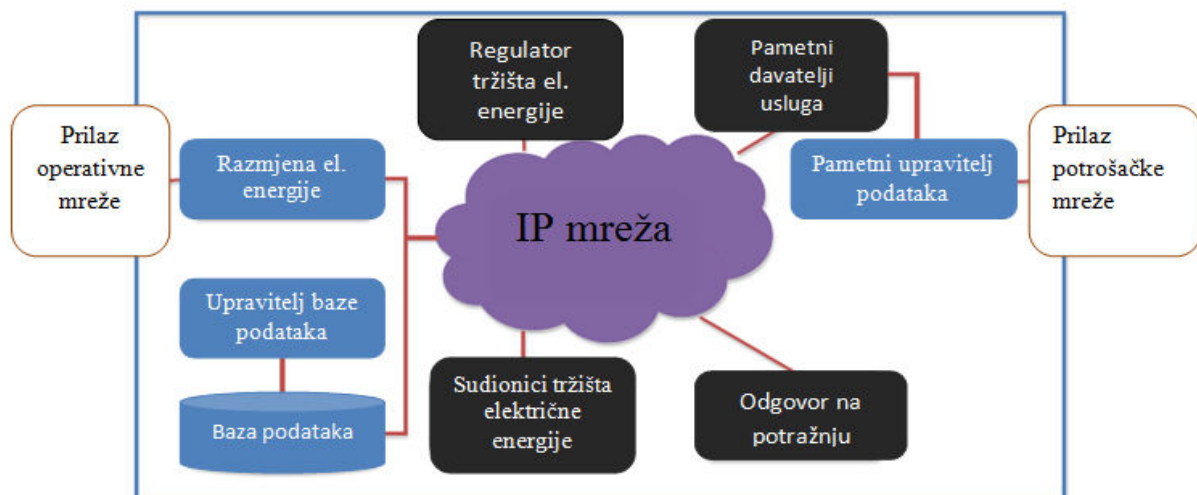 Regulator
tržišta el.
energije
Pametni
davatelji
usluga
Prilaz
operativne
mreže
Razmjena el.
energije
IP mreža
Pametni upravitelj
podataka
Prilaz
potrošačke
mreže
Upravitelj baze
podataka
Baza podataka
Sudionici tržišta
električne
energije
Odgovor na
potražnju